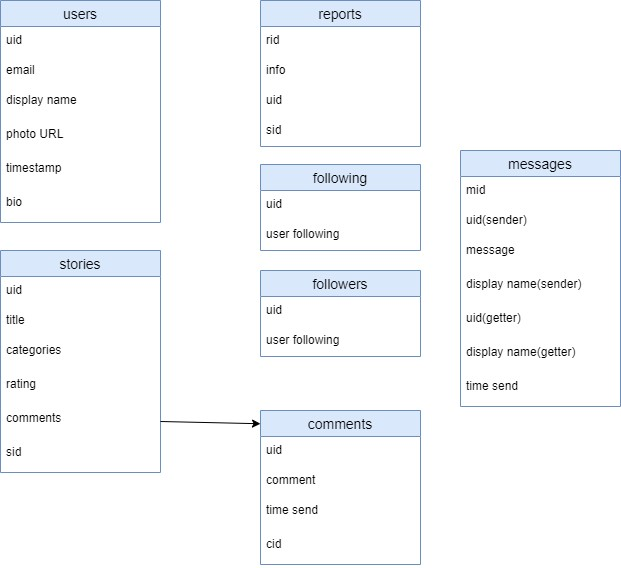 users
uid
email
display name
photo URL
timestamp
bio
stories
uid
title
categories
rating
comments
sid
reports
rid
info
uid
sid
following
uid
user following
followers
uid
user following
comments
uid
comment
time send
cid
messages
mid
uid(sender)
message
display name(sender)
uid(getter)
display name(getter)
time send